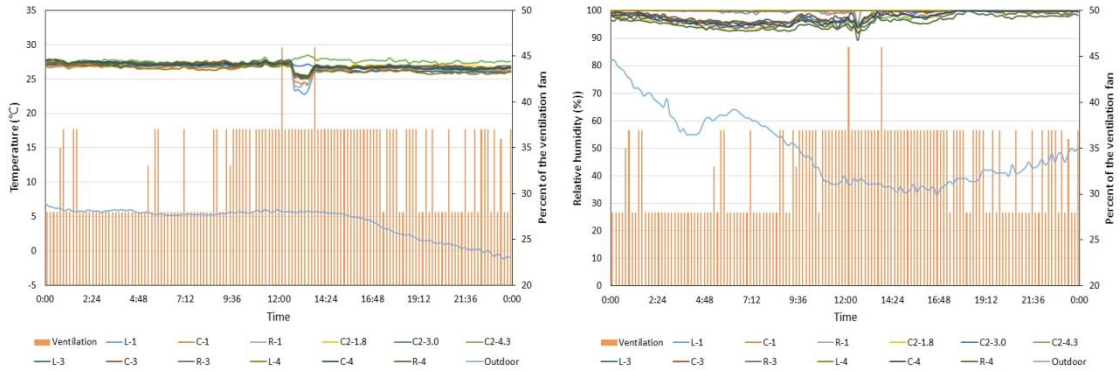 35
30
25
20
15
10
5
0
-5
Temperature (℃)
50
45
40
35
30
25
20
Percent of the ventilation fan
0:00 2:24 4:48 7:12 9:36 12:00 14:24 16:48 19:12 21:36 0:00
Time
Ventilation L-1 C-1 R-1 C2-1.8 C2-3.0 C2-4.3
L-3 C-3 R-3 L-4 C-4 R-4 Outdoor
100
90
80
70
60
50
40
30
20
10
0
Relative humidity (%))
50
45
40
35
30
25
20
Percent of the ventilation fan
0:00 2:24 4:48 7:12 9:36 12:00 14:24 16:48 19:12 21:36 0:00
Time
Ventilation L-1 C-1 R-1 C2-1.8 C2-3.0 C2-4.3
L-3 C-3 R-3 L-4 C-4 R-4 Outdoor